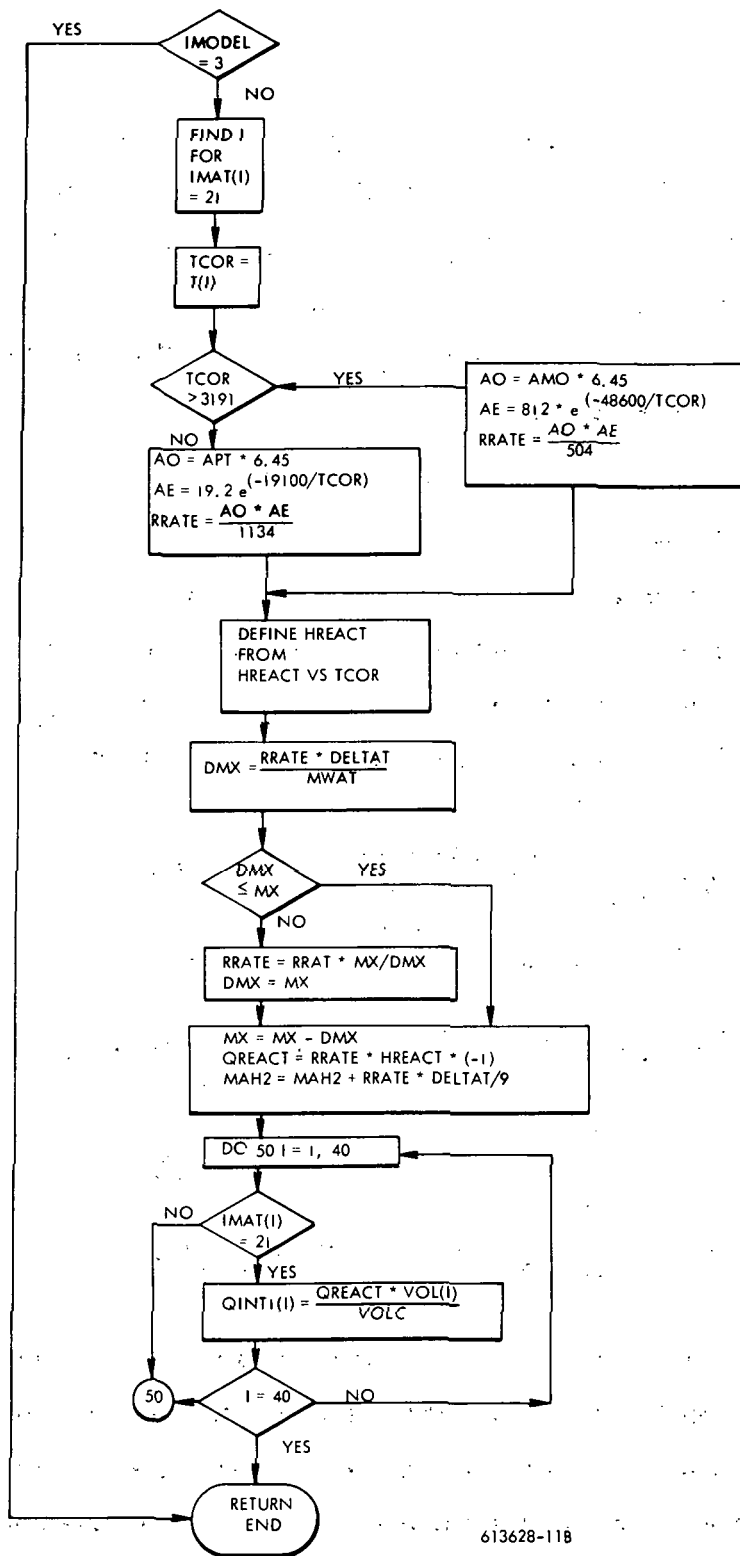 YES
IMODEL
= 3
NO
FIND I
FOR
IMAT(I)
= 21
TCOR =
T(I)
TCOR
> 3191
YES
NO
AO = AMO * 6.45
AE = 812 * e (-48600/TCOR)
RRATE = AO * AE
504
AO = APT * 6.45
AE = 19.2 e (-19100/TCOR)
RRATE = AO * AE
1134
DEFINE HREACT
FROM
HREACT VS TCOR
DMX = RRATE * DELTAT
MWAT
DMX
≤ MX
YES
NO
RRATE = RRAT * MX/DMX
DMX = MX
MX = MX - DMX
QREACT = RRATE * HREACT * (-1)
MAH2 = MAH2 + RRATE * DELTAT/9
DO 50 I = 1, 40
NO
IMAT(I)
= 21
YES
QINT1(I) = QREACT * VOL(I)
VOLC
50
I = 40
NO
YES
RETURN
END
613628-11B